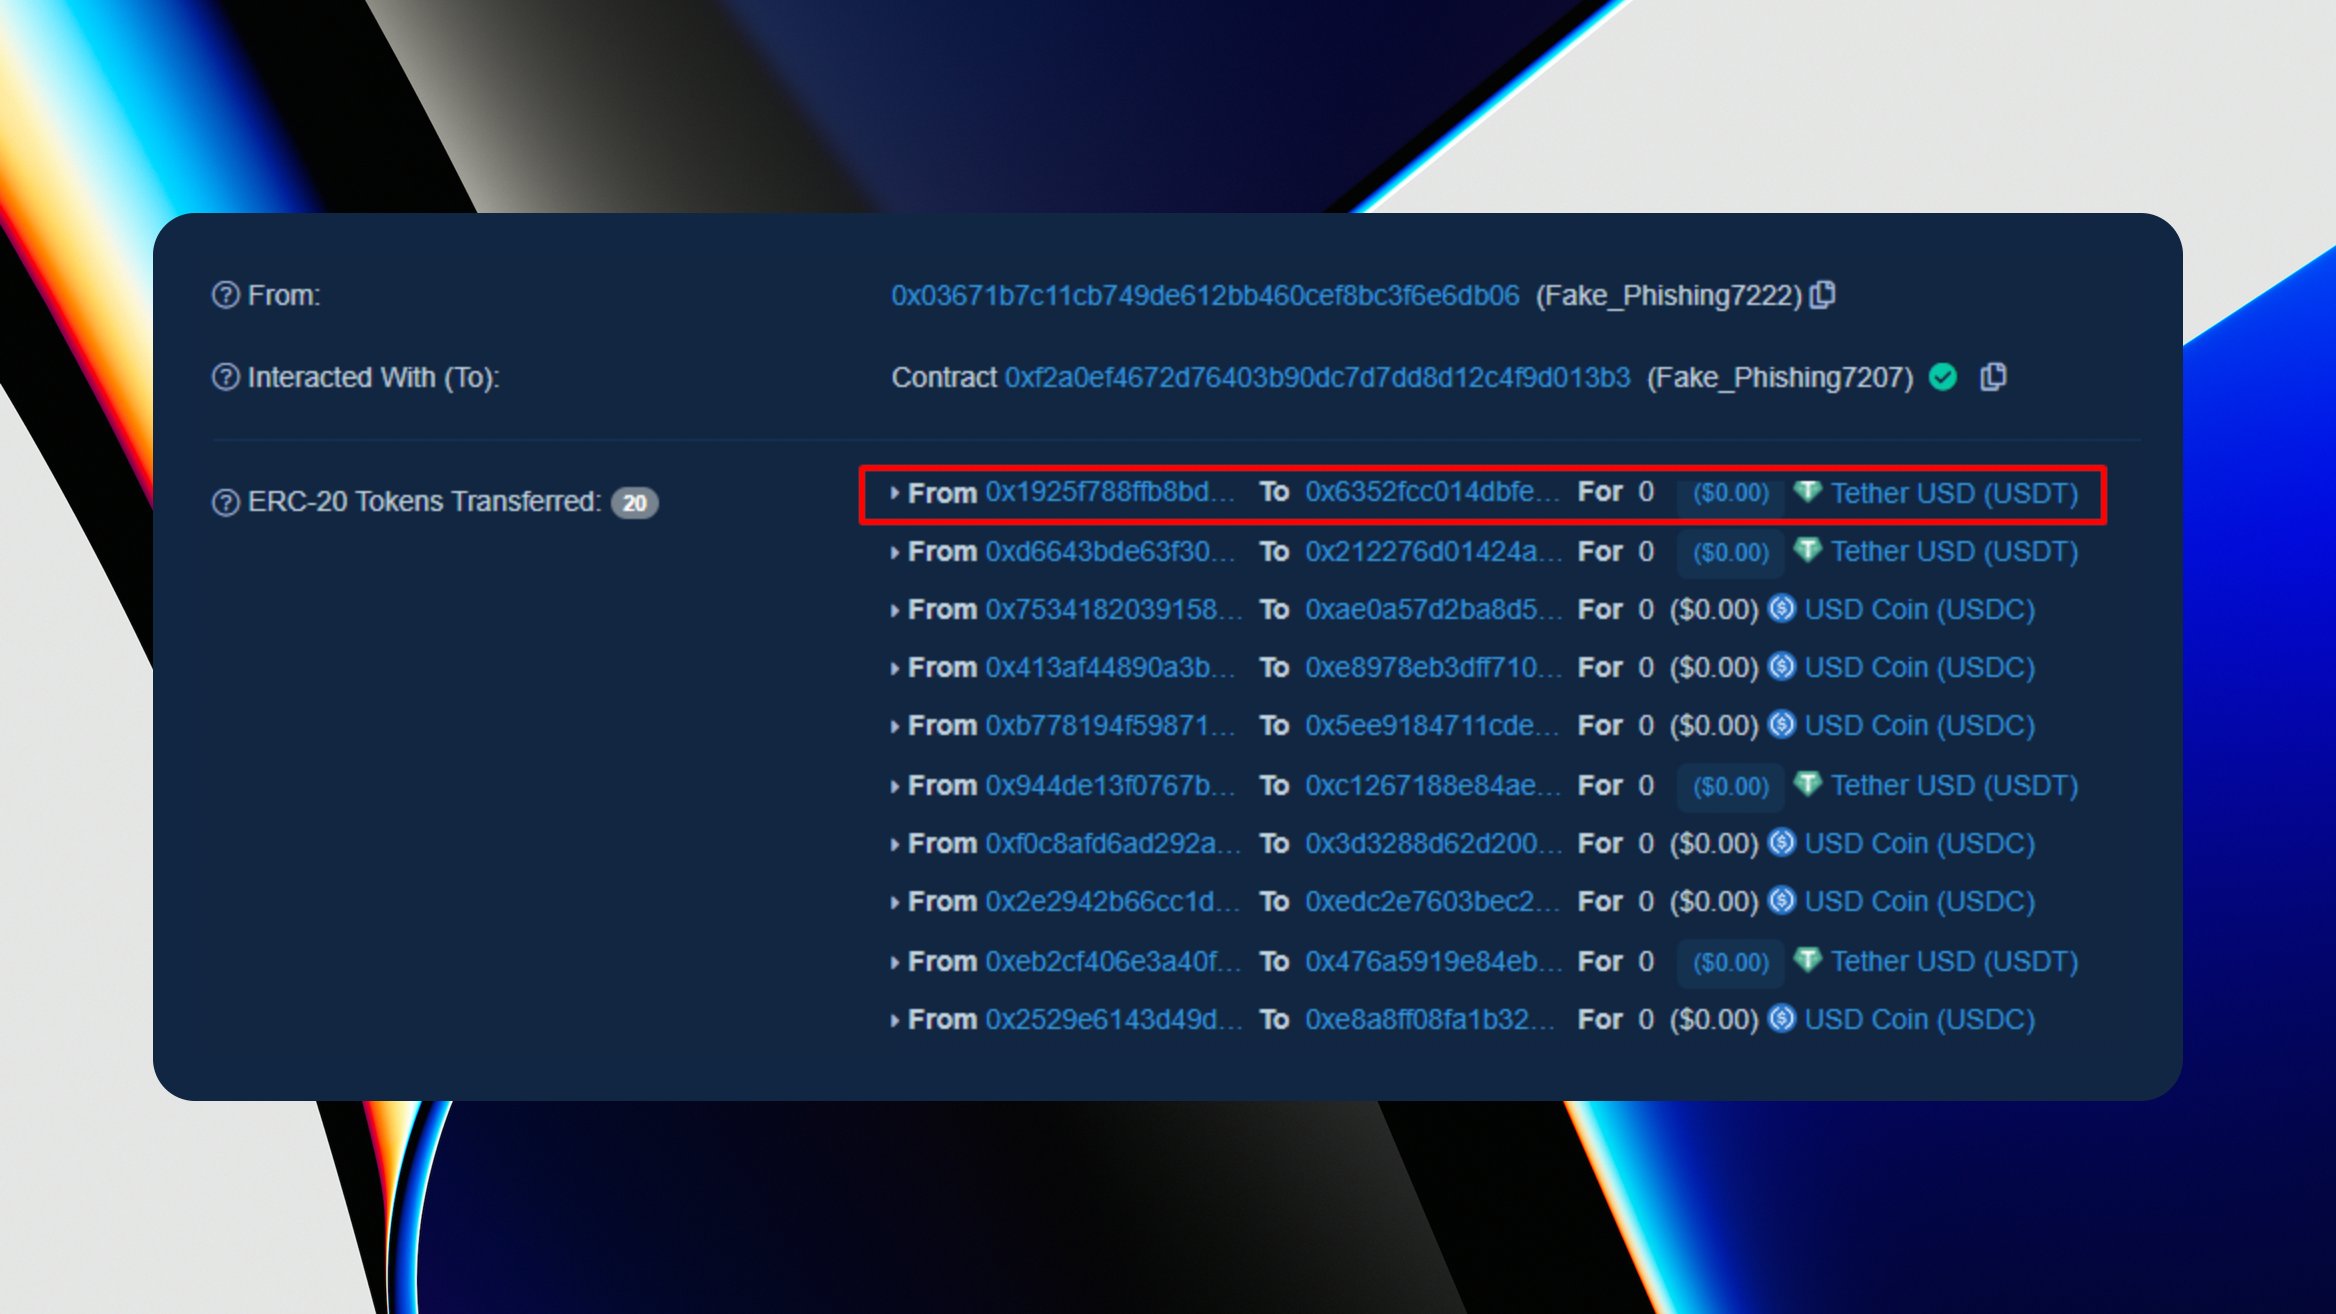 From: 0x03671b7c11cb749de612bb460cef8bc3f6e6db06 (Fake_Phishing7222)
Interacted With (To): Contract 0xf2a0ef4672d76403b90dc7d7dd8d12c4f9d013b3 (Fake_Phishing7207)
ERC-20 Tokens Transferred: 20 From 0x1925f788ffb8bd... To 0x6352fcc014dbfe... For 0 ($0.00) Tether USD (USDT)
From 0xd6643bde63f30... To 0x212276d01424a... For 0 ($0.00) Tether USD (USDT)
From 0x7534182039158... To 0xae0a57d2ba8d5... For 0 ($0.00) USD Coin (USDC)
From 0x413af44890a3b... To 0xe8978eb3dff710... For 0 ($0.00) USD Coin (USDC)
From 0xb778194f59871... To 0x5ee9184711cde... For 0 ($0.00) USD Coin (USDC)
From 0x944de13f0767b... To 0xc1267188e84ae... For 0 ($0.00) Tether USD (USDT)
From 0xf0c8afd6ad292a... To 0x3d3288d62d200... For 0 ($0.00) USD Coin (USDC)
From 0x2e2942b66cc1d... To 0xedc2e7603bec2... For 0 ($0.00) USD Coin (USDC)
From 0xeb2cf406e3a40f... To 0x476a5919e84eb... For 0 ($0.00) Tether USD (USDT)
From 0x2529e6143d49d... To 0xe8a8ff08fa1b32... For 0 ($0.00) USD Coin (USDC)